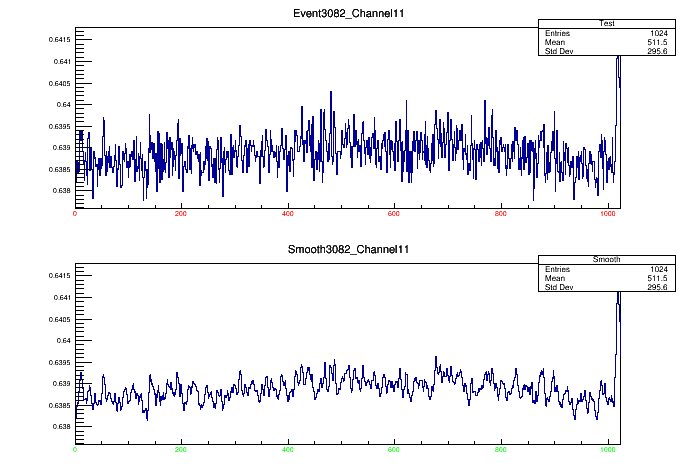 Event3082_Channel11
Test
Entries 1024
Mean 511.5
Std Dev 295.6
0.6415
0.641
0.6405
0.64
0.6395
0.639
0.6385
0.638
0 200 400 600 800 1000
Smooth3082_Channel11
Smooth
Entries 1024
Mean 511.5
Std Dev 295.6
0.6415
0.641
0.6405
0.64
0.6395
0.639
0.6385
0.638
0 200 400 600 800 1000